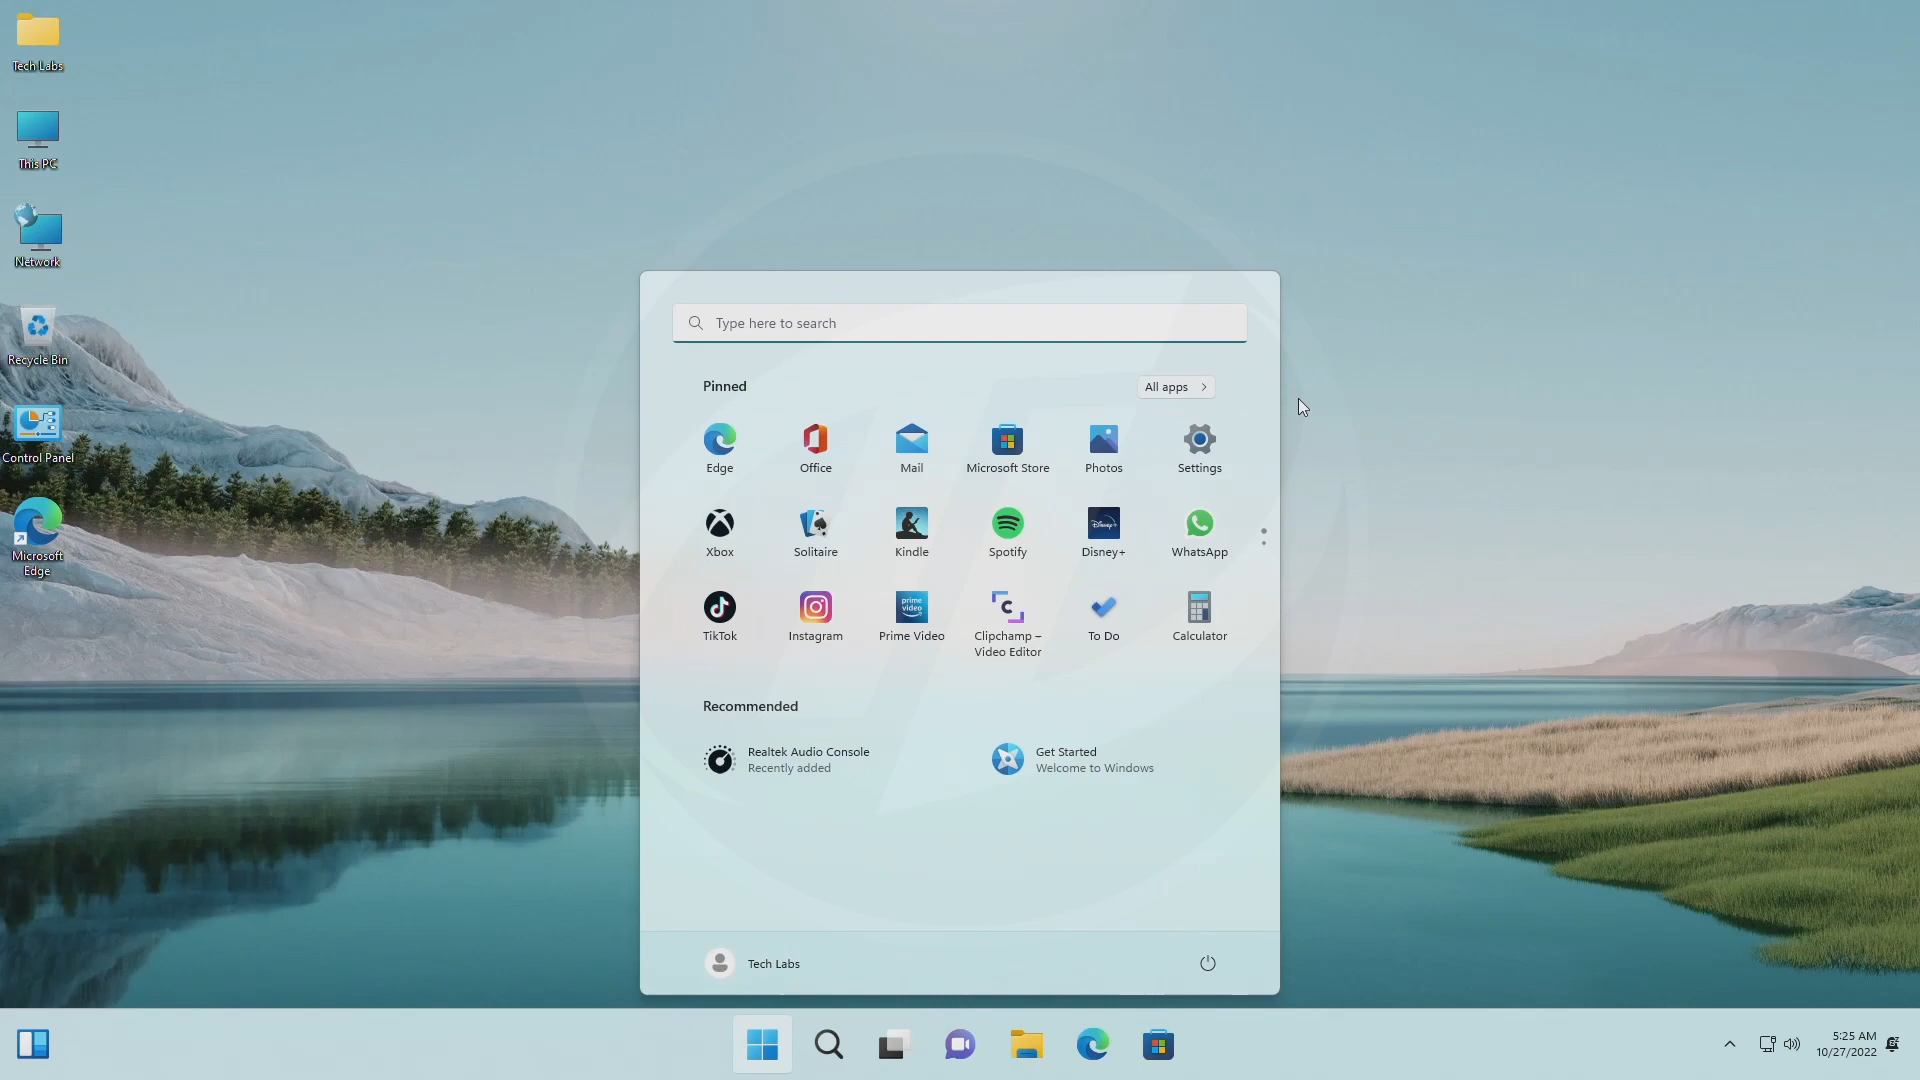 Tech Labs
This PC
Network
Recycle Bin
Control Panel
Microsoft
Edge
Type here to search
Pinned
All apps
Edge
Office
Mail
Microsoft Store
Photos
Settings
Xbox
Solitaire
Kindle
Spotify
Disney+
Disney+
WhatsApp
TikTok
Instagram
prime
video
Prime Video
Clipchamp –
Video Editor
To Do
Calculator
Recommended
Realtek Audio Console
Recently added
Get Started
Welcome to Windows
Tech Labs
5:25 AM
10/27/2022